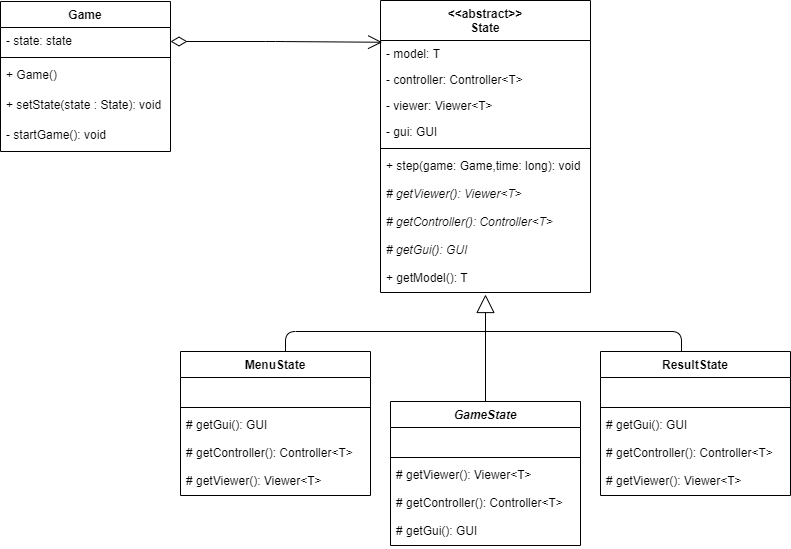 Game
- state: state
+ Game()
+ setState(state : State): void
- startGame(): void
<<abstract>>
State
- model: T
- controller: Controller<T>
- viewer: Viewer<T>
- gui: GUI
+ step(game: Game,time: long): void
# getViewer(): Viewer<T>
# getController(): Controller<T>
# getGui(): GUI
+ getModel(): T
MenuState
# getGui(): GUI
# getController(): Controller<T>
# getViewer(): Viewer<T>
GameState
# getViewer(): Viewer<T>
# getController(): Controller<T>
# getGui(): GUI
ResultState
# getGui(): GUI
# getController(): Controller<T>
# getViewer(): Viewer<T>